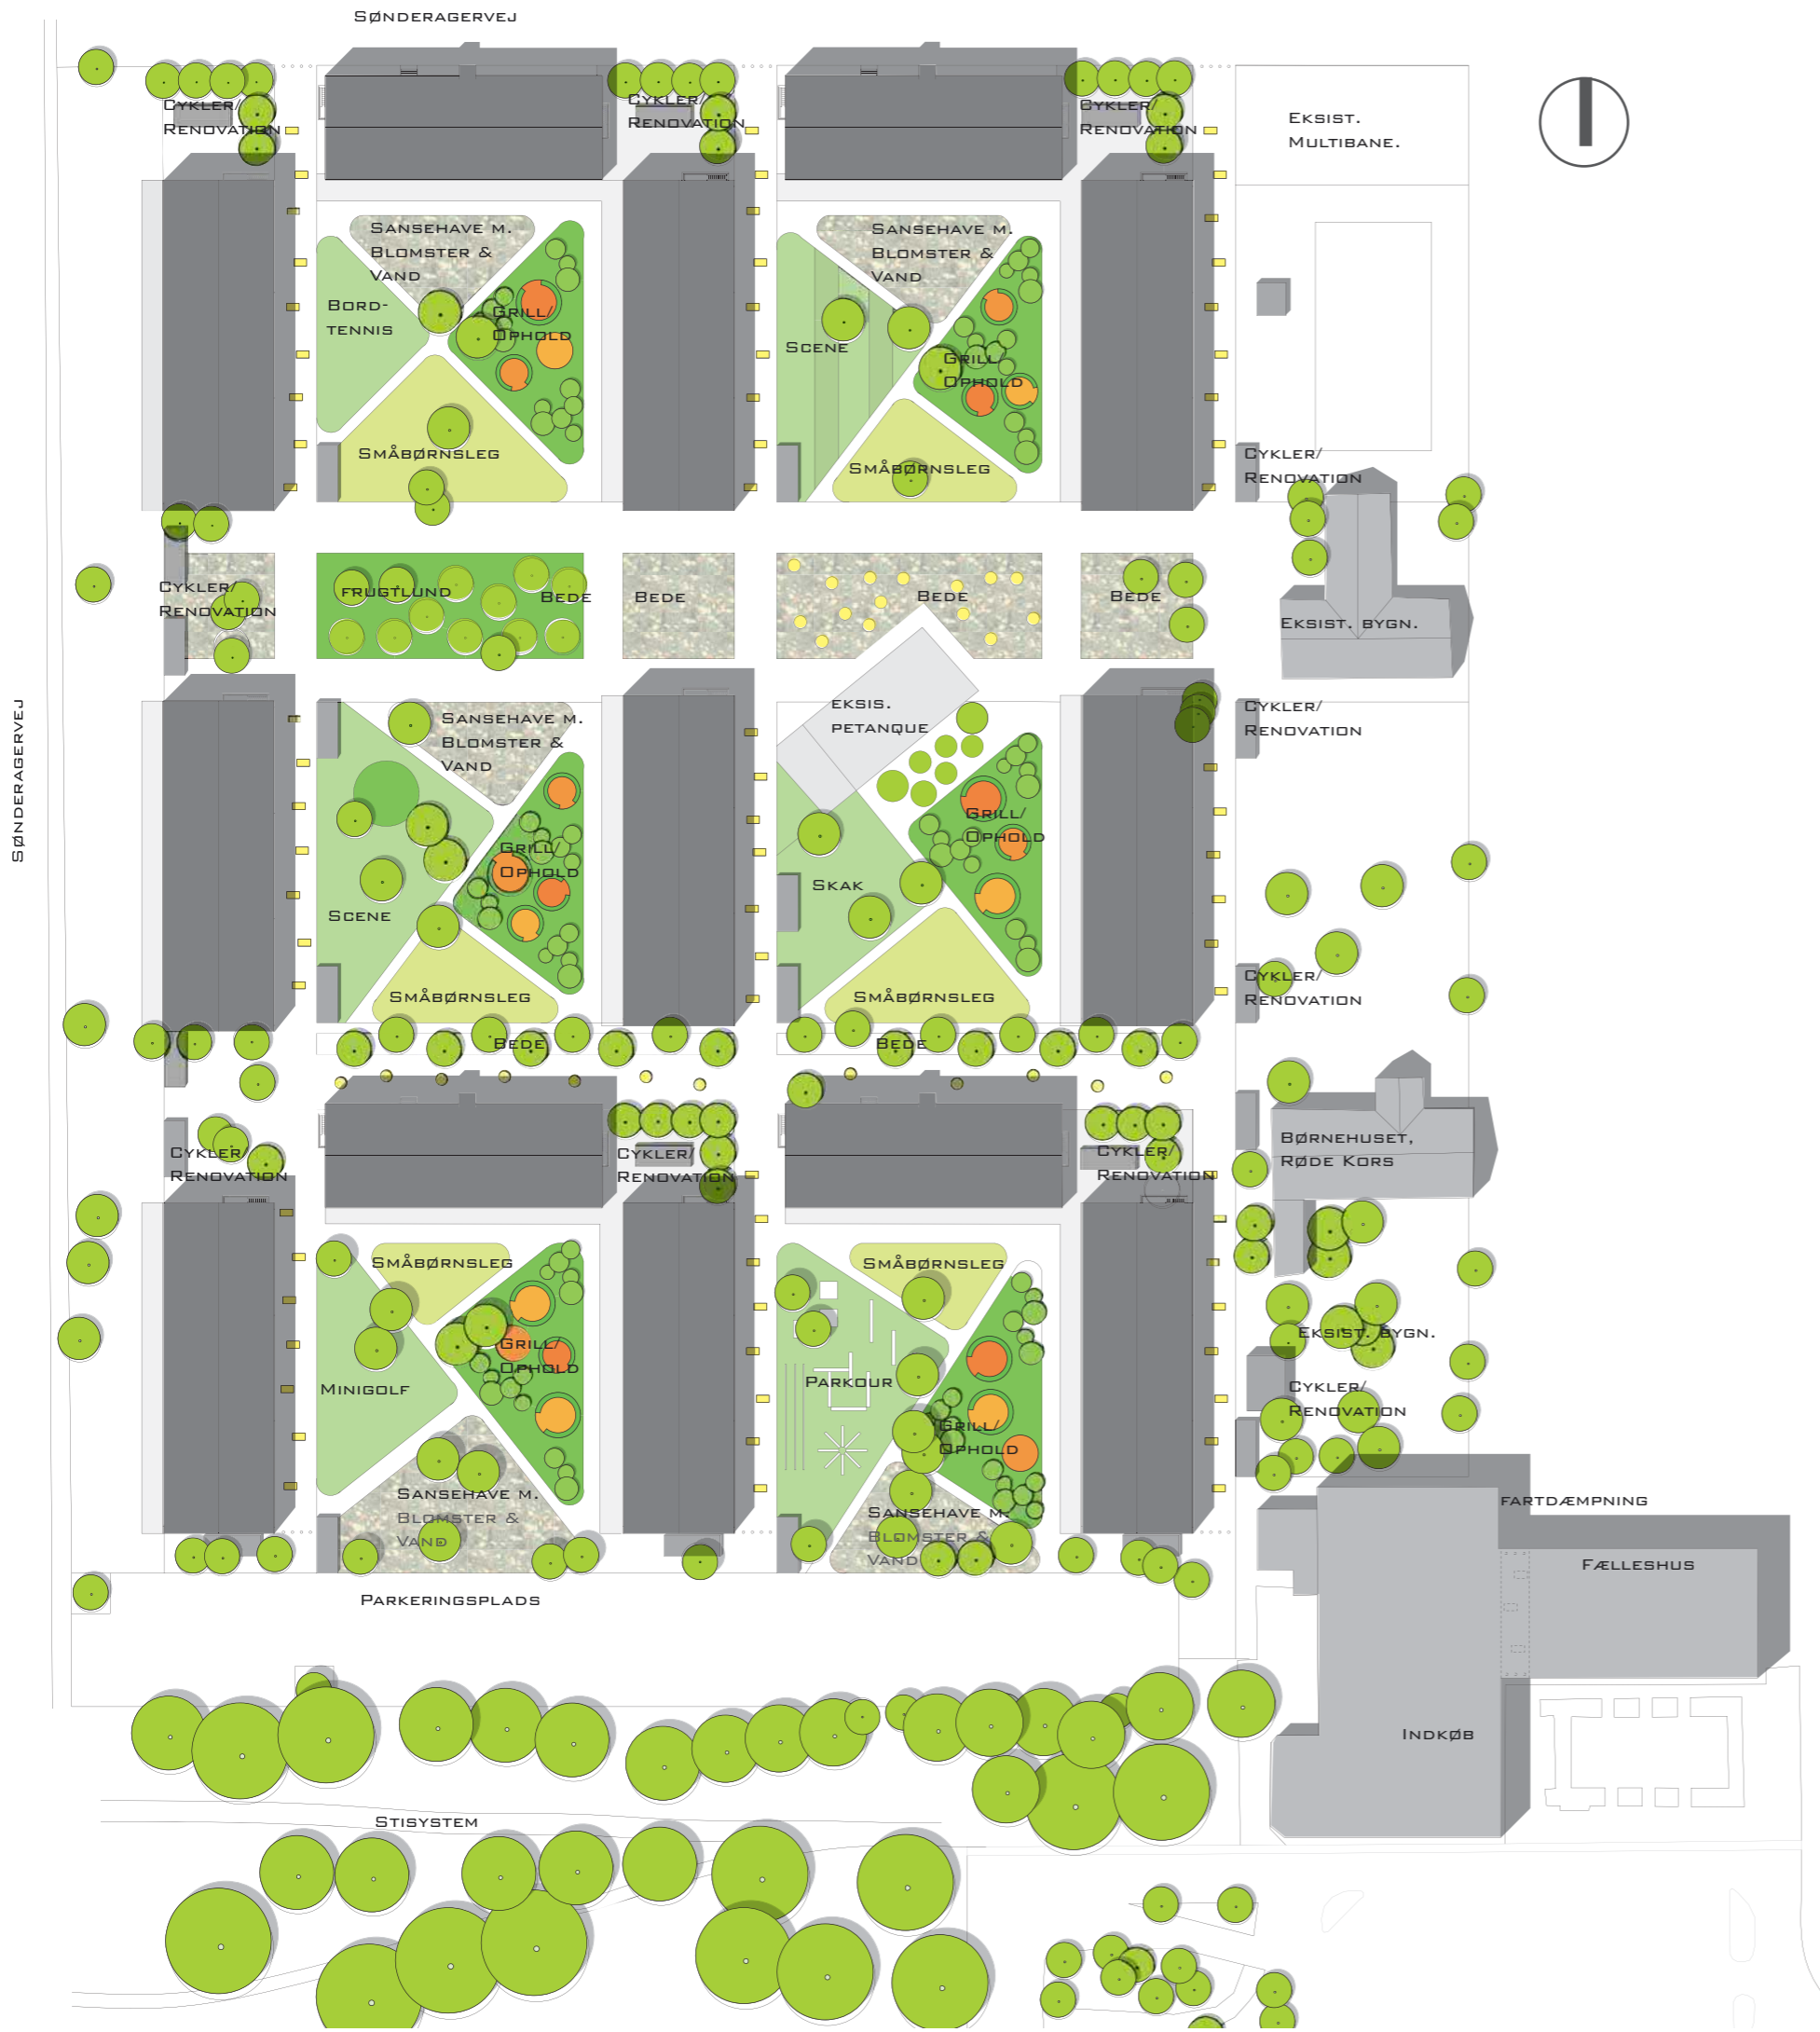 Sønderagervej
Cykler/
Renovation
Cykler/
Renovation
Cykler/
Renovation
Eksist.
Multibane.
Sansehave m.
Blomster &
Vand
Sansehave m.
Blomster &
Vand
Bord-
tennis
Grill/
Ophold
Scene
Grill/
Ophold
Småbørnsleg
Småbørnsleg
Cykler/
Renovation
Cykler/
Renovation
frugtlund
Bede
Bede
Bede
Bede
Eksist. bygn.
Sønderagervej
Sansehave m.
Blomster &
Vand
eksis.
petanque
Cykler/
Renovation
Grill/
Ophold
Grill/
Ophold
Scene
Skak
Småbørnsleg
Småbørnsleg
Cykler/
Renovation
Bede
Bede
Cykler/
Renovation
Cykler/
Renovation
Cykler/
Renovation
Børnehuset,
Røde Kors
Småbørnsleg
Småbørnsleg
Grill/
Ophold
Eksist. bygn.
Minigolf
Parkour
Cykler/
Renovation
Grill/
Ophold
Sansehave m.
Blomster &
Vand
Sansehave m.
Blomster &
Vand
fartdæmpning
Fælleshus
Parkeringsplads
Indkøb
Stisystem